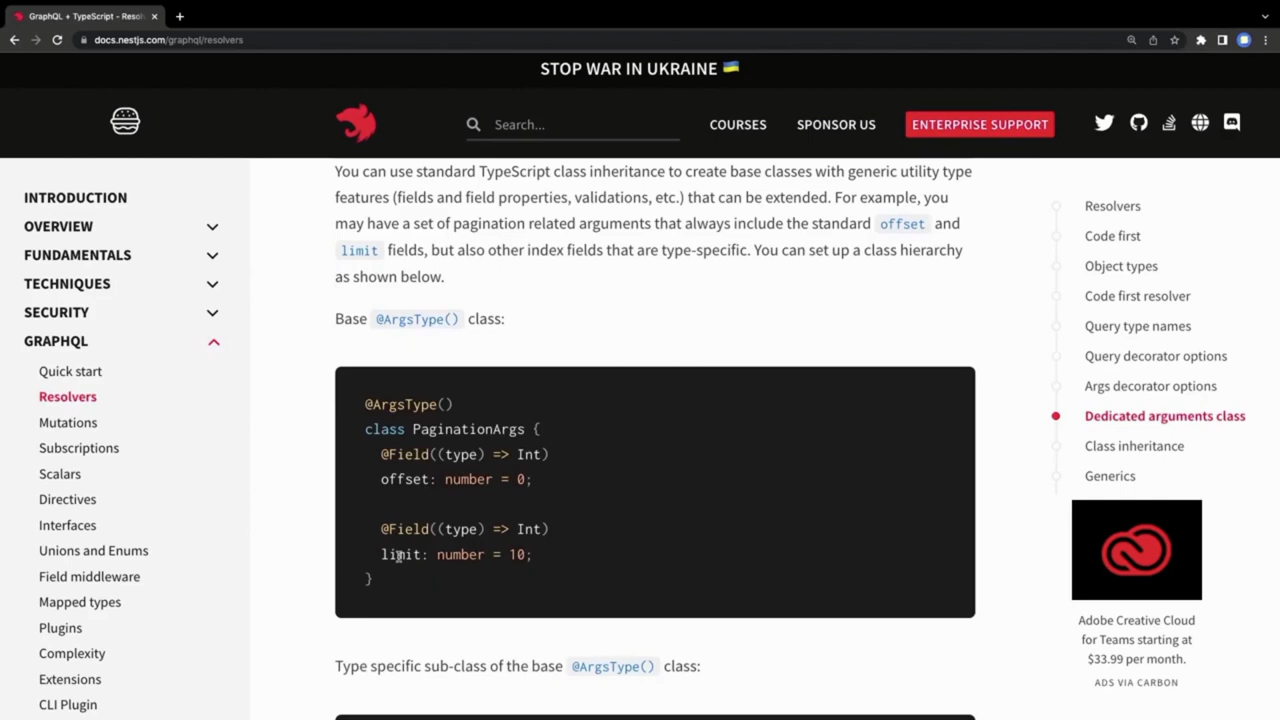 GraphQL + TypeScript - Resol
docs.nestjs.com/graphql/resolvers
STOP WAR IN UKRAINE 🇺🇦
Search...
COURSES
SPONSOR US
ENTERPRISE SUPPORT
INTRODUCTION
OVERVIEW
FUNDAMENTALS
TECHNIQUES
SECURITY
GRAPHQL
Quick start
Resolvers
Mutations
Subscriptions
Scalars
Directives
Interfaces
Unions and Enums
Field middleware
Mapped types
Plugins
Complexity
Extensions
CLI Plugin
You can use standard TypeScript class inheritance to create base classes with generic utility type
features (fields and field properties, validations, etc.) that can be extended. For example, you
may have a set of pagination related arguments that always include the standard offset and
limit fields, but also other index fields that are type-specific. You can set up a class hierarchy
as shown below.
Base @ArgsType() class:
@ArgsType()
class PaginationArgs {
@Field((type) => Int)
offset: number = 0;
@Field((type) => Int)
limit: number = 10;
}
Type specific sub-class of the base @ArgsType() class:
Resolvers
Code first
Object types
Code first resolver
Query type names
Query decorator options
Args decorator options
Dedicated arguments class
Class inheritance
Generics
Adobe Creative Cloud
for Teams starting at
$33.99 per month.
ADS VIA CARBON